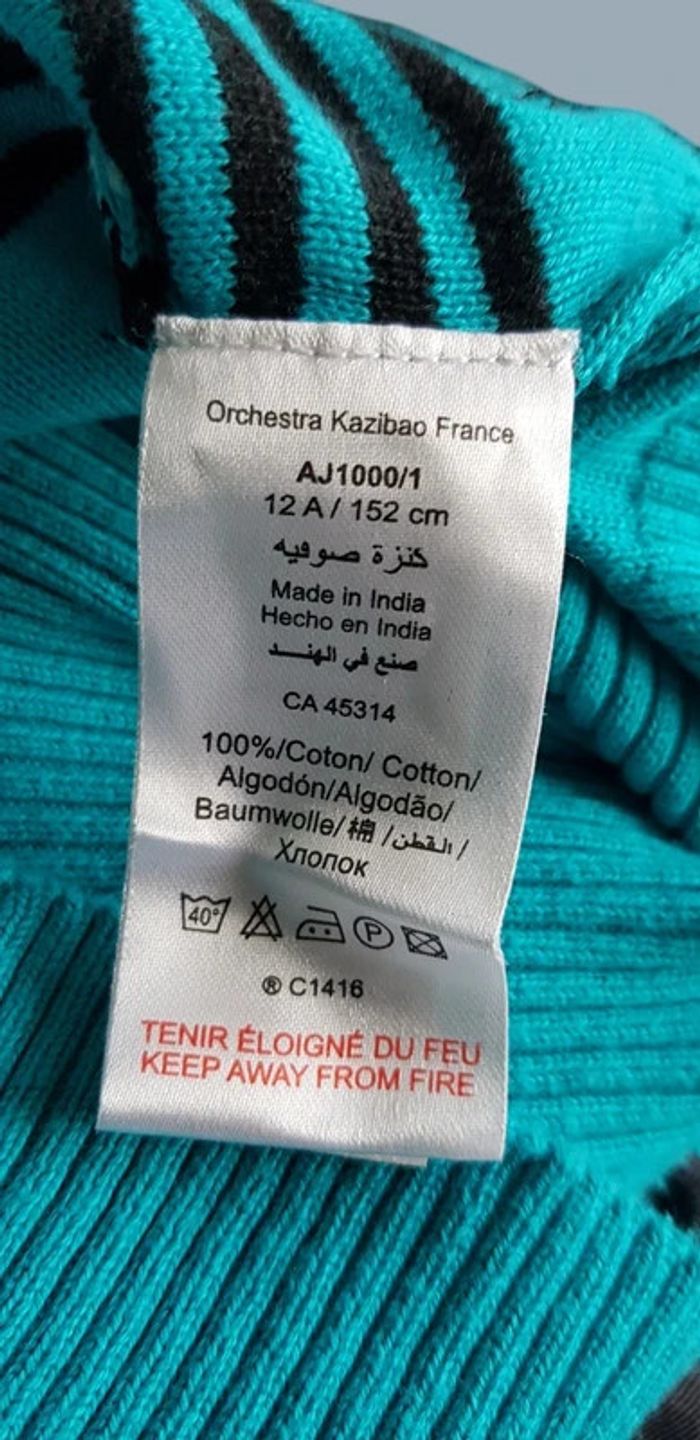 Orchestra Kazibao France
AJ1000/1
12 A / 152 cm
كنزة صوفيه
Made in India
Hecho en India
صنع في الهنــد
CA 45314
100%/Coton/ Cotton/
Algodón/Algodão/
Baumwolle/棉/القطن/
Хлопок
40° P
® C1416
TENIR ÉLOIGNÉ DU FEU
KEEP AWAY FROM FIRE